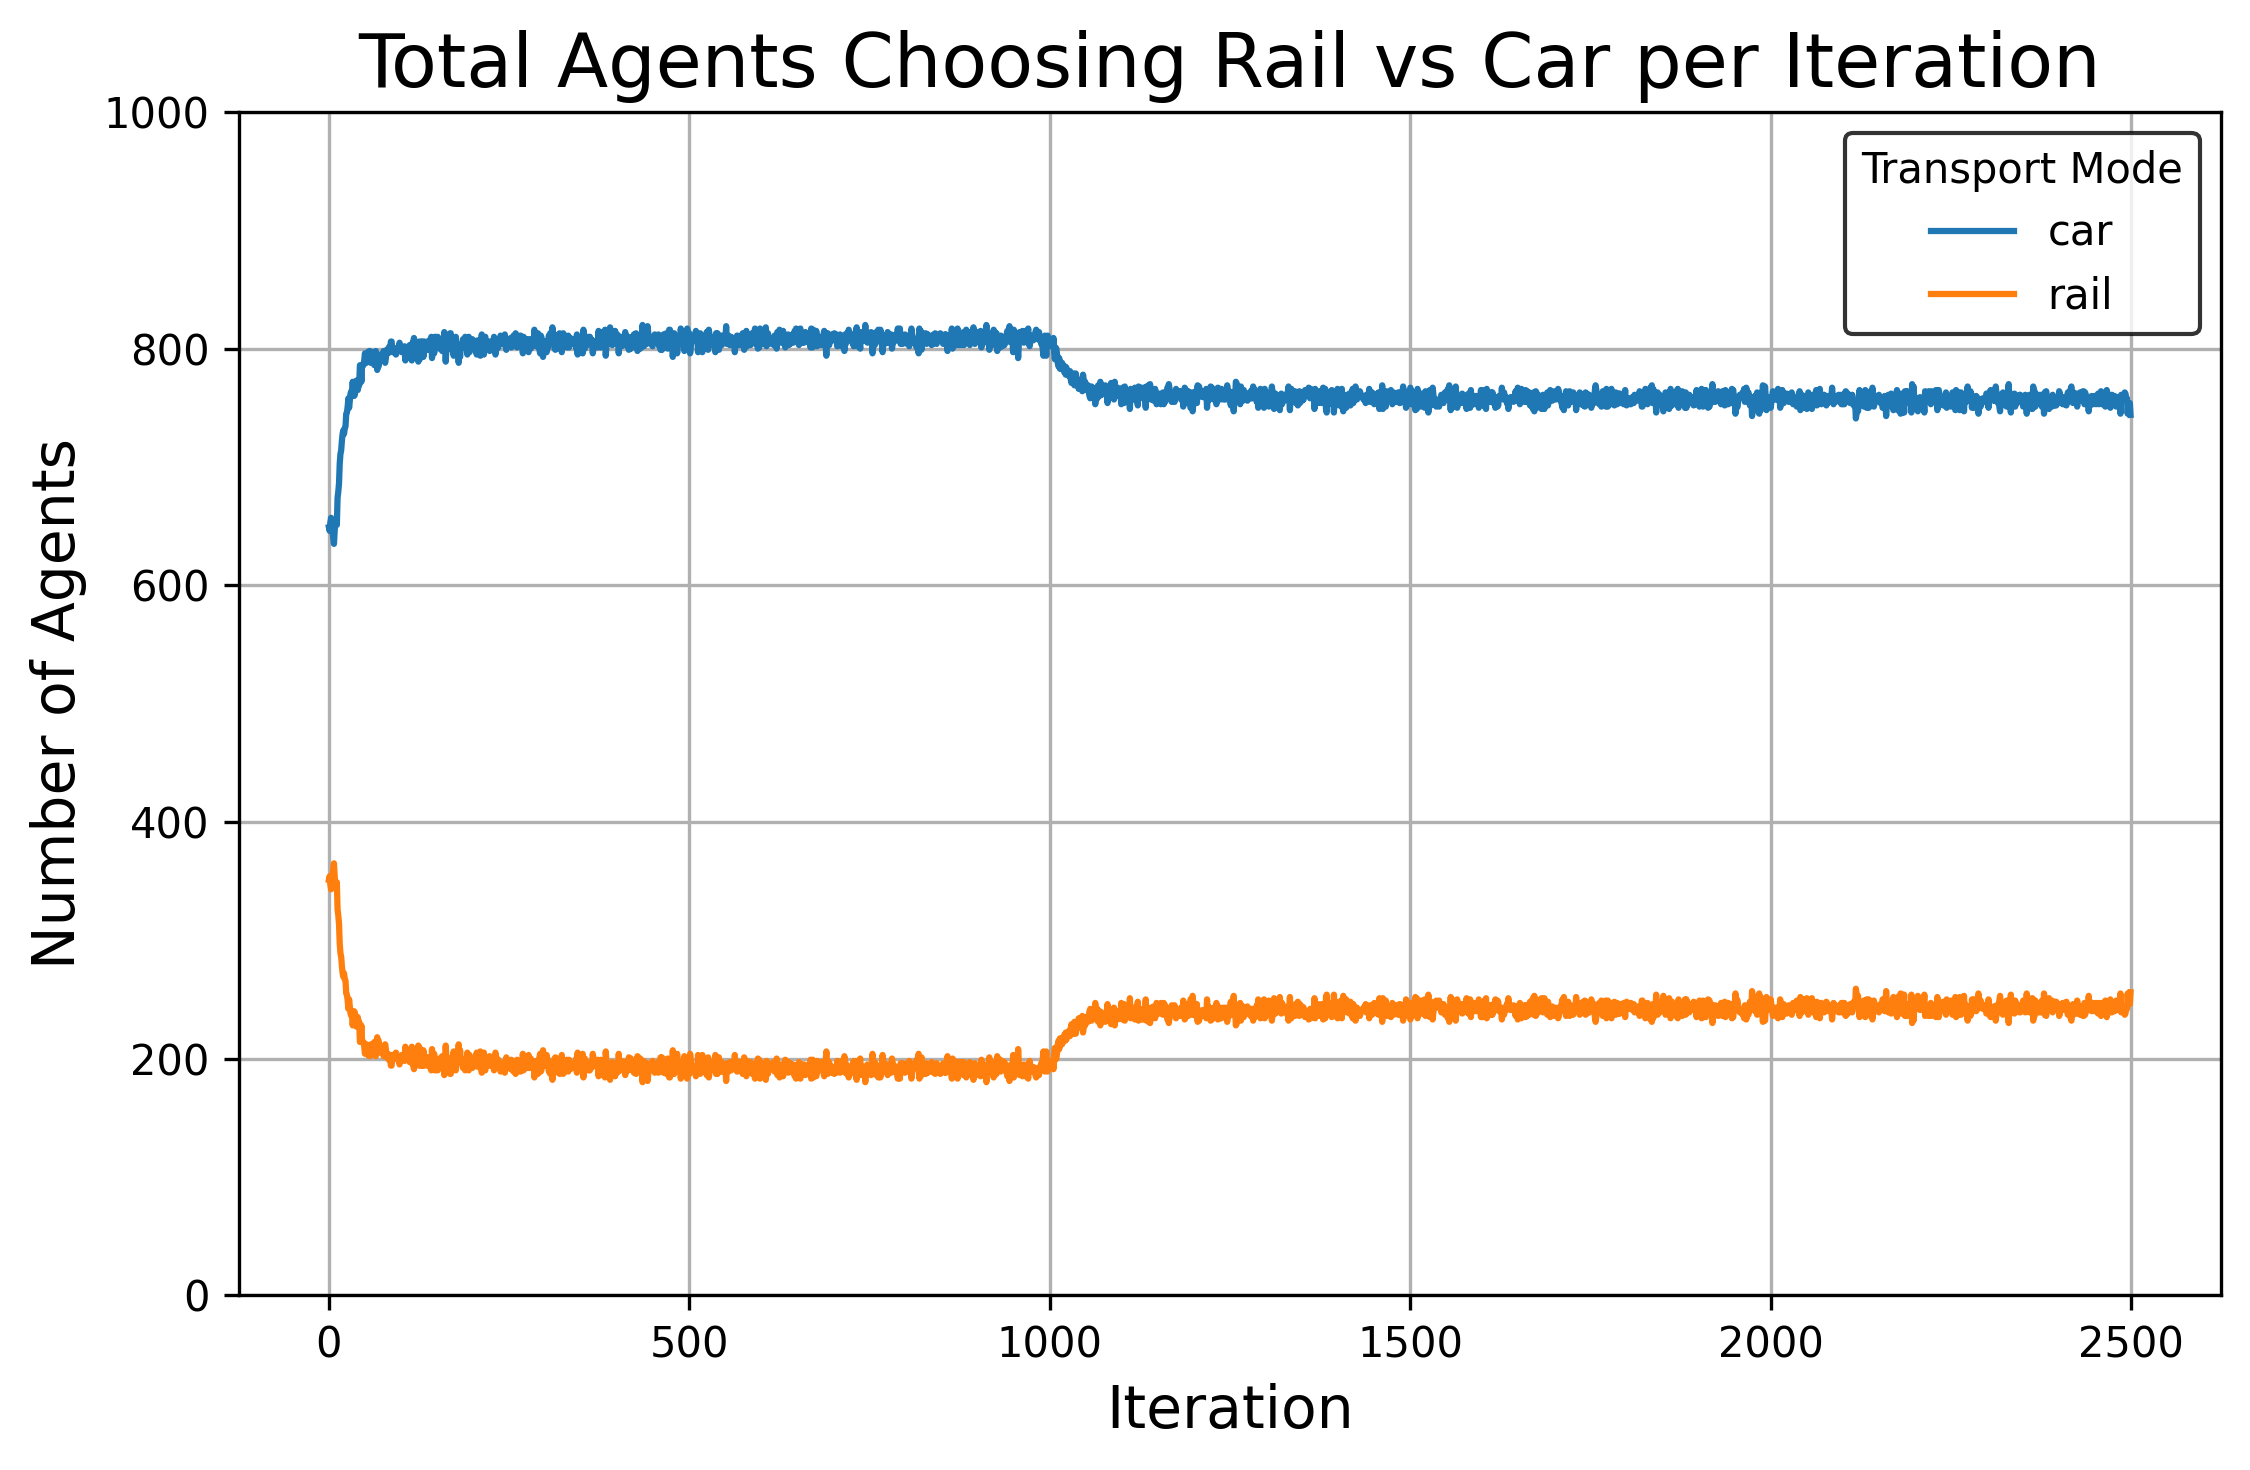 Total Agents Choosing Rail vs Car per Iteration
Number of Agents
1000
800
600
400
200
0
Transport Mode
car
rail
0 500 1000 1500 2000 2500
Iteration